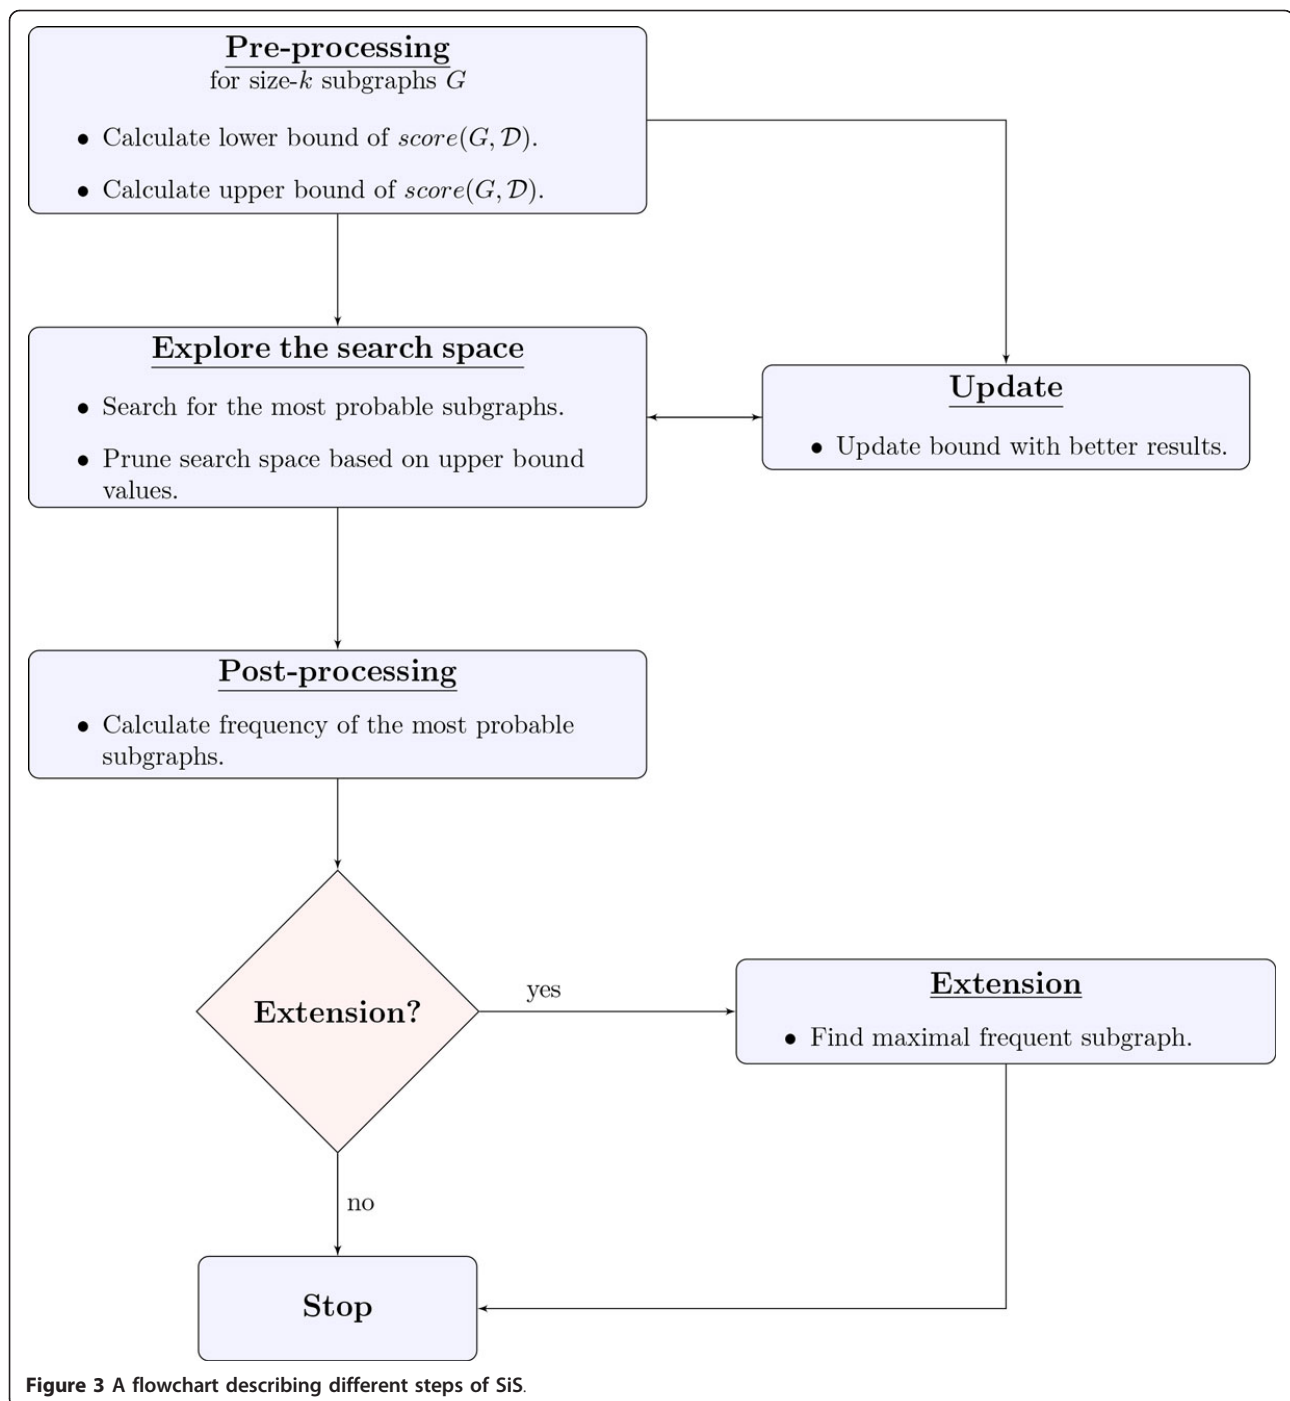 Pre-processing
for size-k subgraphs G
• Calculate lower bound of score(G, 𝒟).
• Calculate upper bound of score(G, 𝒟).
Explore the search space
• Search for the most probable subgraphs.
• Prune search space based on upper bound
values.
Update
• Update bound with better results.
Post-processing
• Calculate frequency of the most probable
subgraphs.
Extension?
yes
Extension
• Find maximal frequent subgraph.
no
Stop
Figure 3 A flowchart describing different steps of SiS.